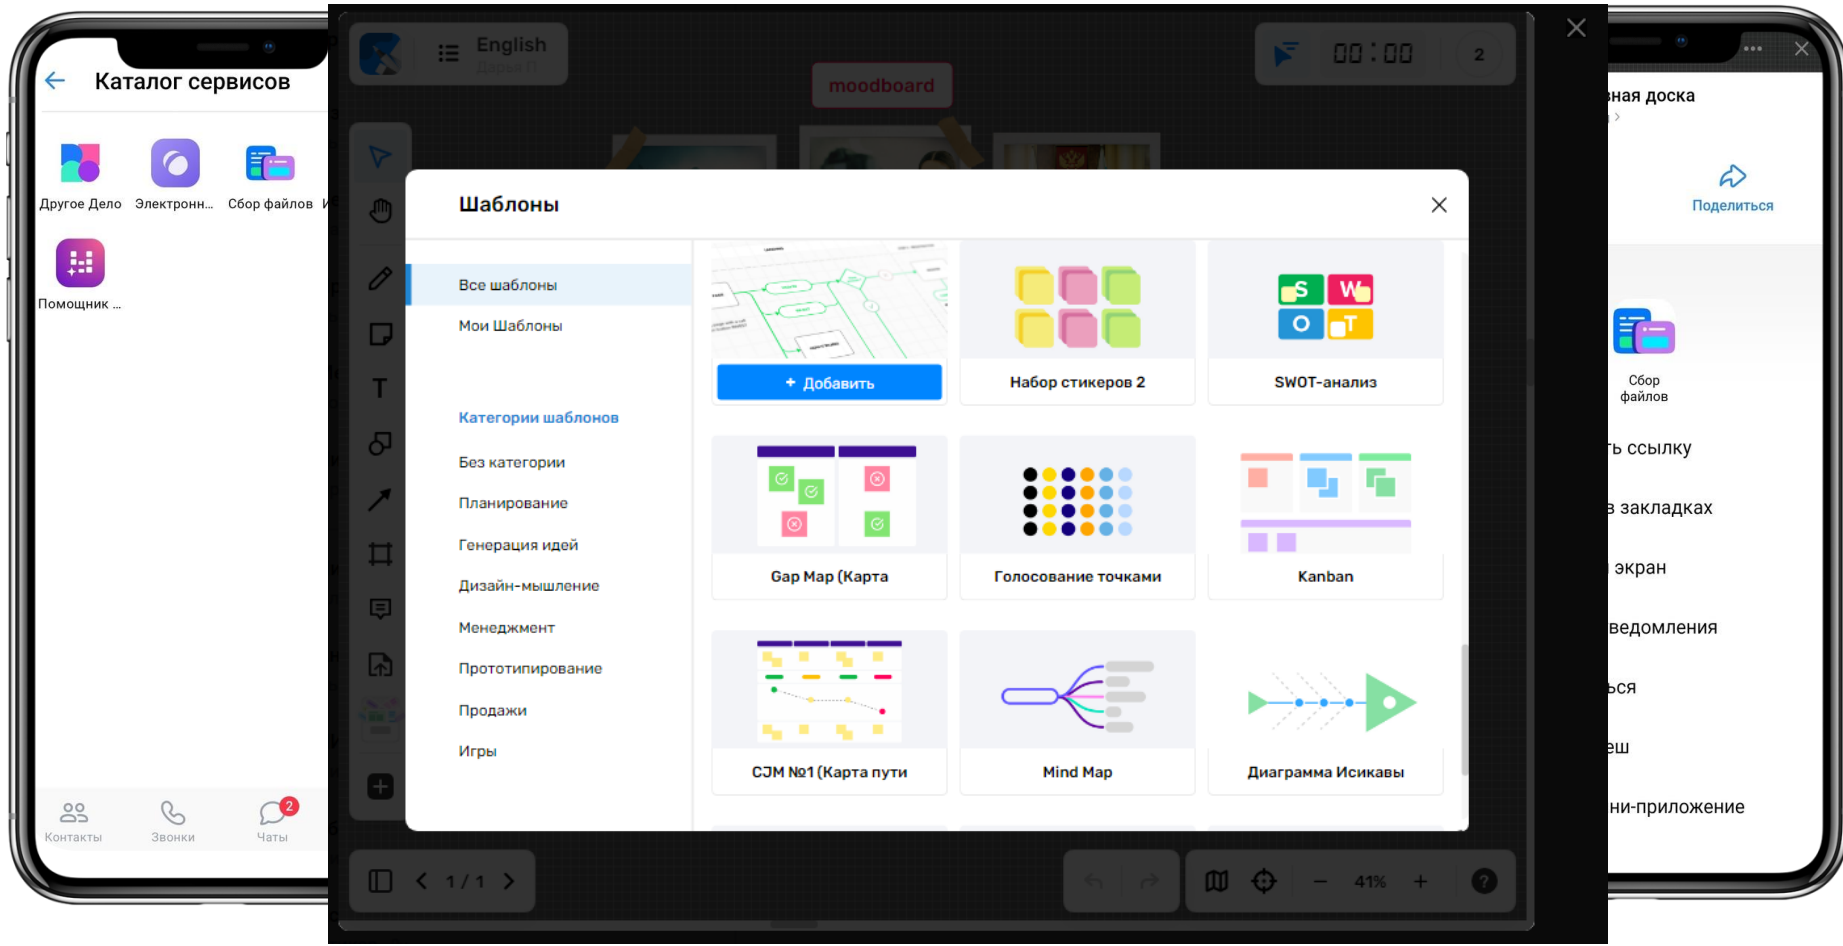 Каталог сервисов
Другое Дело
Электронн...
Сбор файлов
Помощник ...
Контакты
Звонки
2
Чаты
English
Дарья П
moodboard
00:00
2
Шаблоны
Все шаблоны
Мои Шаблоны
Категории шаблонов
Без категории
Планирование
Генерация идей
Дизайн-мышление
Менеджмент
Прототипирование
Продажи
Игры
+ Добавить
Набор стикеров 2
S W
O T
SWOT-анализ
Gap Map (Карта
Голосование точками
Kanban
CJM №1 (Карта пути
Mind Map
Диаграмма Исикавы
T
1 / 1
41%
?
ная доска
Поделиться
Сбор
файлов
ть ссылку
в закладках
экран
ведомления
ься
еш
ни-приложение